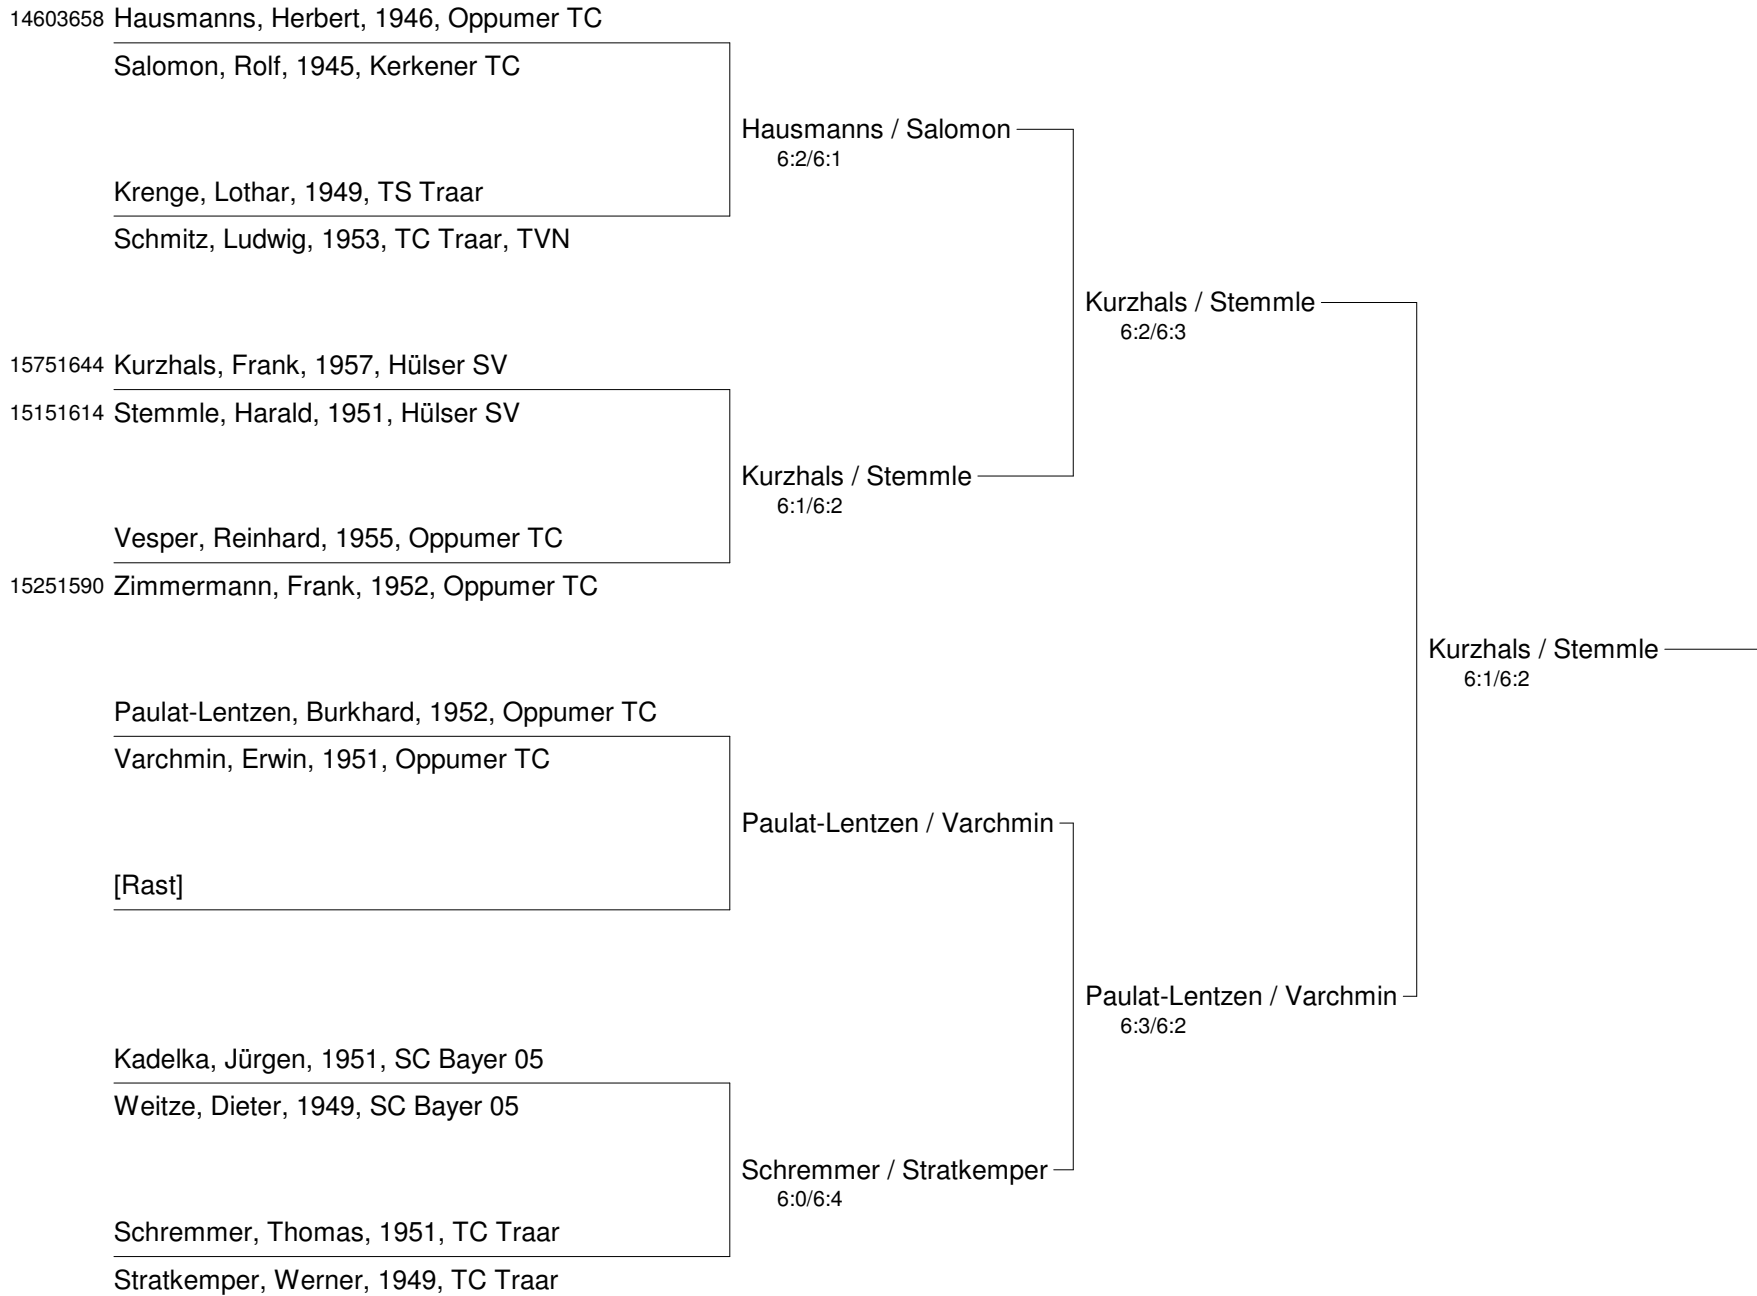 14603658 Hausmanns, Herbert, 1946, Oppumer TC
Salomon, Rolf, 1945, Kerkener TC
Hausmanns / Salomon
6:2/6:1
Krenge, Lothar, 1949, TS Traar
Schmitz, Ludwig, 1953, TC Traar, TVN
Kurzhals / Stemmle
6:2/6:3
15751644 Kurzhals, Frank, 1957, Hülser SV
15151614 Stemmle, Harald, 1951, Hülser SV
Kurzhals / Stemmle
6:1/6:2
Vesper, Reinhard, 1955, Oppumer TC
15251590 Zimmermann, Frank, 1952, Oppumer TC
Kurzhals / Stemmle
6:1/6:2
Paulat-Lentzen, Burkhard, 1952, Oppumer TC
Varchmin, Erwin, 1951, Oppumer TC
Paulat-Lentzen / Varchmin
[Rast]
Paulat-Lentzen / Varchmin
6:3/6:2
Kadelka, Jürgen, 1951, SC Bayer 05
Weitze, Dieter, 1949, SC Bayer 05
Schremmer / Stratkemper
6:0/6:4
Schremmer, Thomas, 1951, TC Traar
Stratkemper, Werner, 1949, TC Traar